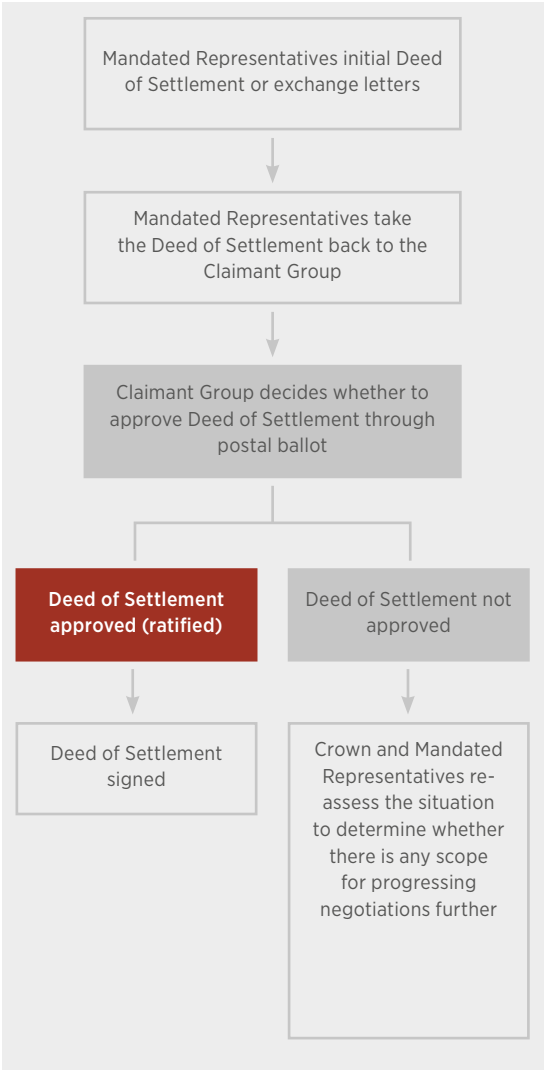 Mandated Representatives initial Deed
of Settlement or exchange letters
Mandated Representatives take
the Deed of Settlement back to the
Claimant Group
Claimant Group decides whether to
approve Deed of Settlement through
postal ballot
Deed of Settlement
approved (ratified)
Deed of Settlement not
approved
Deed of Settlement
signed
Crown and Mandated
Representatives re-
assess the situation
to determine whether
there is any scope
for progressing
negotiations further